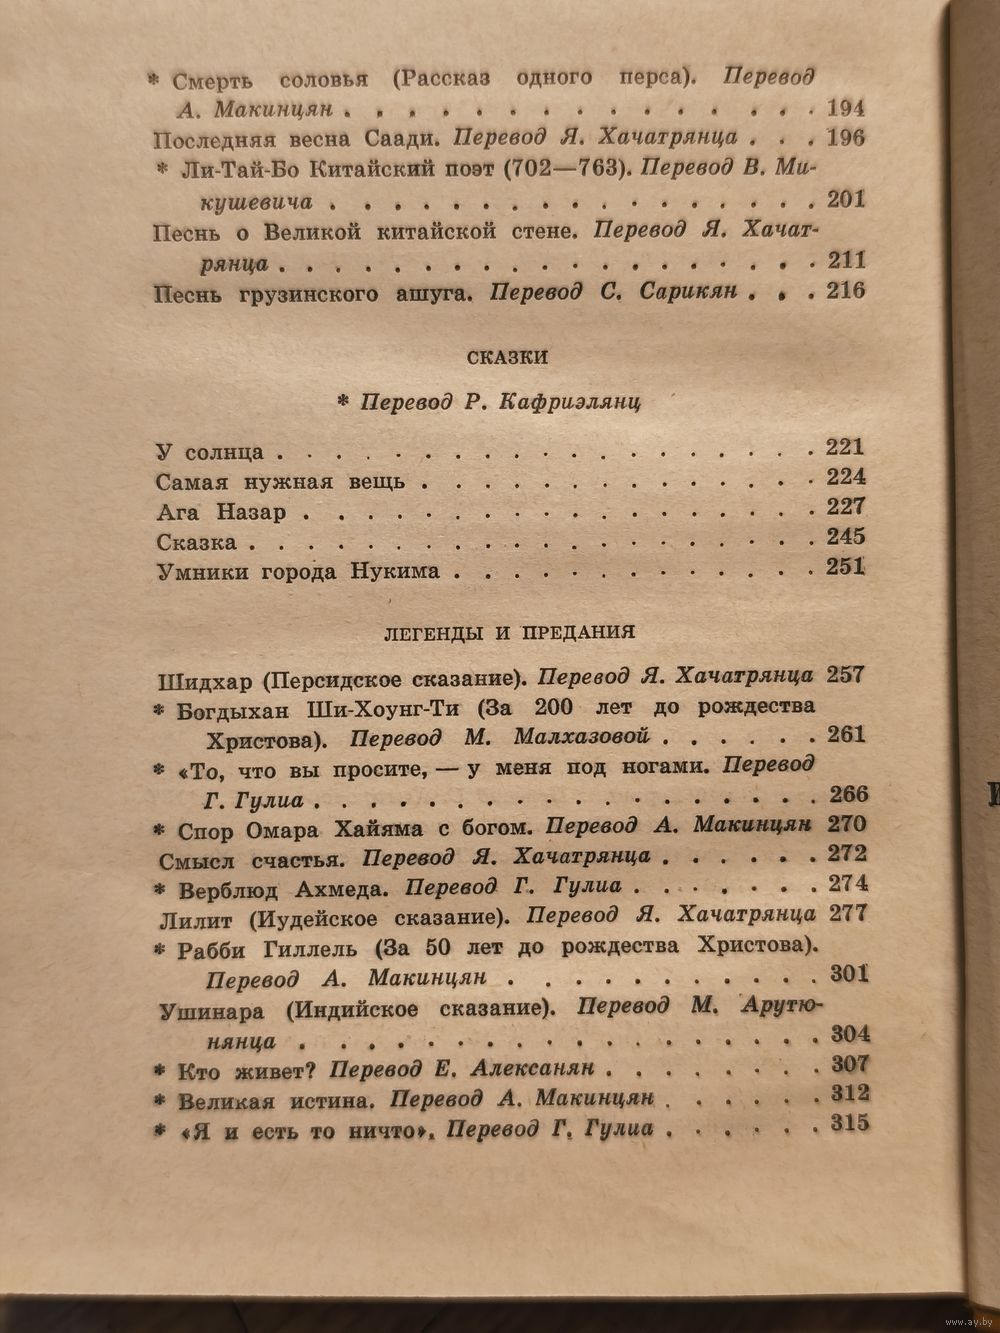 * Смерть соловья (Рассказ одного перса). Перевод
А. Макинцян . . . . . . . . . . . . . . . . 194
Последняя весна Саади. Перевод Я. Хачатрянца . . . 196
* Ли-Тай-Бо Китайский поэт (702—763). Перевод В. Ми-
кушевича . . . . . . . . . . . . . . . . . 201
Песнь о Великой китайской стене. Перевод Я. Хачат-
рянца . . . . . . . . . . . . . . . . . . . 211
Песнь грузинского ашуга. Перевод С. Сарикян . . . 216
СКАЗКИ
* Перевод Р. Кафриэлянц
У солнца . . . . . . . . . . . . . . . . . . . 221
Самая нужная вещь . . . . . . . . . . . . . . 224
Ага Назар . . . . . . . . . . . . . . . . . . 227
Сказка . . . . . . . . . . . . . . . . . . . . 245
Умники города Нукима . . . . . . . . . . . . . 251
ЛЕГЕНДЫ И ПРЕДАНИЯ
Шидхар (Персидское сказание). Перевод Я. Хачатрянца 257
* Богдыхан Ши-Хоунг-Ти (За 200 лет до рождества
Христова). Перевод М. Малхазовой . . . . . . 261
* «То, что вы просите, — у меня под ногами. Перевод
Г. Гулиа . . . . . . . . . . . . . . . . . . 266
* Спор Омара Хайяма с богом. Перевод А. Макинцян 270
Смысл счастья. Перевод Я. Хачатрянца . . . . . . 272
* Верблюд Ахмеда. Перевод Г. Гулиа . . . . . . . 274
Лилит (Иудейское сказание). Перевод Я. Хачатрянца 277
* Рабби Гиллель (За 50 лет до рождества Христова).
Перевод А. Макинцян . . . . . . . . . . . 301
Ушинара (Индийское сказание). Перевод М. Арутю-
нянца . . . . . . . . . . . . . . . . . . 304
* Кто живет? Перевод Е. Алексанян . . . . . . . . 307
* Великая истина. Перевод А. Макинцян . . . . . . 312
* «Я и есть то ничто». Перевод Г. Гулиа . . . . . . 315
www.ay.by